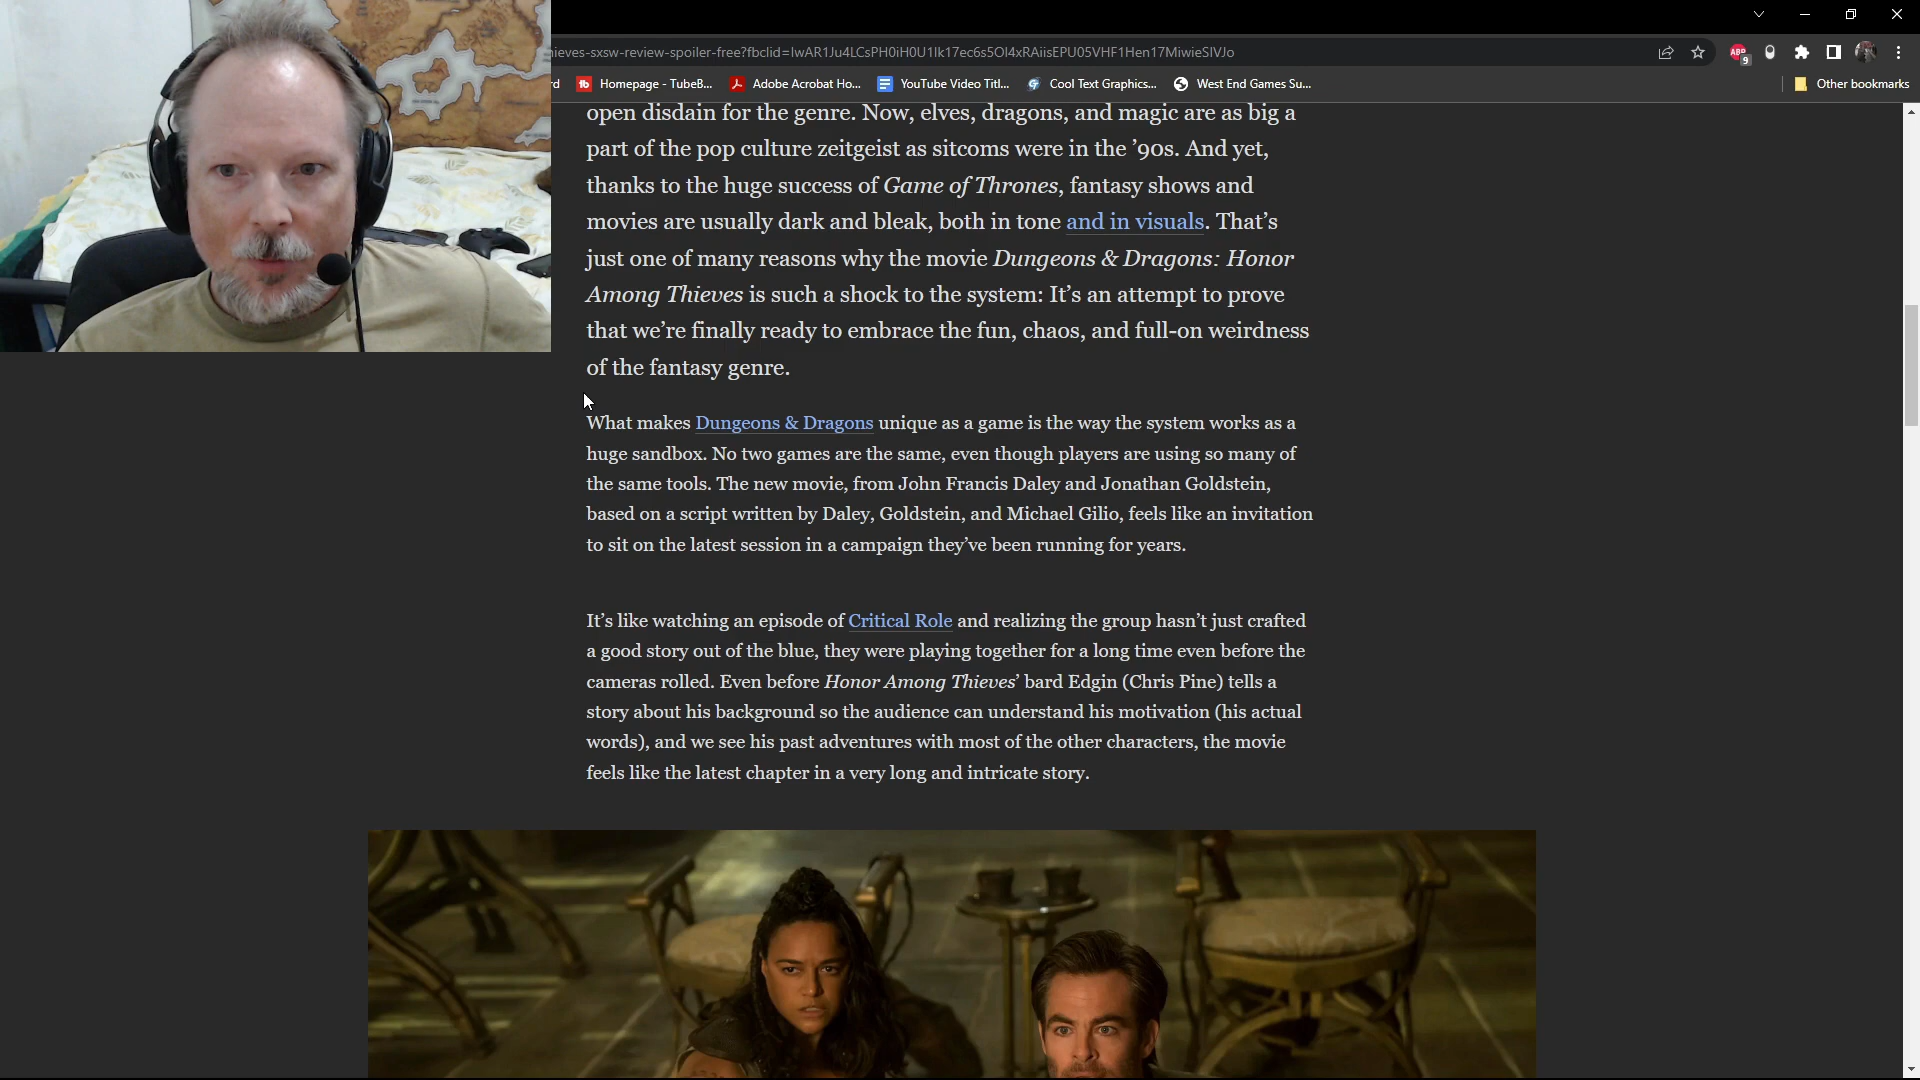 ieves-sxsw-review-spoiler-free?fbclid=IwAR1Ju4LCsPH0iH0U1Ik17ec6s5OI4xRAiisEPU05VHF1Hen17MiwieSIVJo
ABP
9
rd
tb
Homepage - TubeB...
Adobe Acrobat Ho...
YouTube Video Titl...
Cool Text Graphics...
West End Games Su...
Other bookmarks
open disdain for the genre. Now, elves, dragons, and magic are as big a
part of the pop culture zeitgeist as sitcoms were in the ’90s. And yet,
thanks to the huge success of Game of Thrones, fantasy shows and
movies are usually dark and bleak, both in tone and in visuals. That’s
just one of many reasons why the movie Dungeons & Dragons: Honor
Among Thieves is such a shock to the system: It’s an attempt to prove
that we’re finally ready to embrace the fun, chaos, and full-on weirdness
of the fantasy genre.
What makes Dungeons & Dragons unique as a game is the way the system works as a
huge sandbox. No two games are the same, even though players are using so many of
the same tools. The new movie, from John Francis Daley and Jonathan Goldstein,
based on a script written by Daley, Goldstein, and Michael Gilio, feels like an invitation
to sit on the latest session in a campaign they’ve been running for years.
It’s like watching an episode of Critical Role and realizing the group hasn’t just crafted
a good story out of the blue, they were playing together for a long time even before the
cameras rolled. Even before Honor Among Thieves’ bard Edgin (Chris Pine) tells a
story about his background so the audience can understand his motivation (his actual
words), and we see his past adventures with most of the other characters, the movie
feels like the latest chapter in a very long and intricate story.